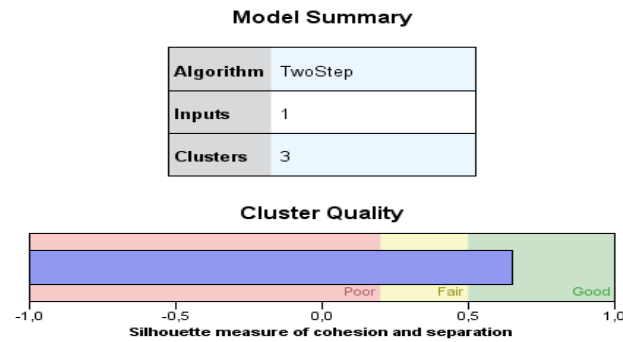 Model Summary
Algorithm TwoStep
Inputs 1
Clusters 3
Cluster Quality
Poor Fair Good
-1,0 -0,5 0,0 0,5 1,0
Silhouette measure of cohesion and separation